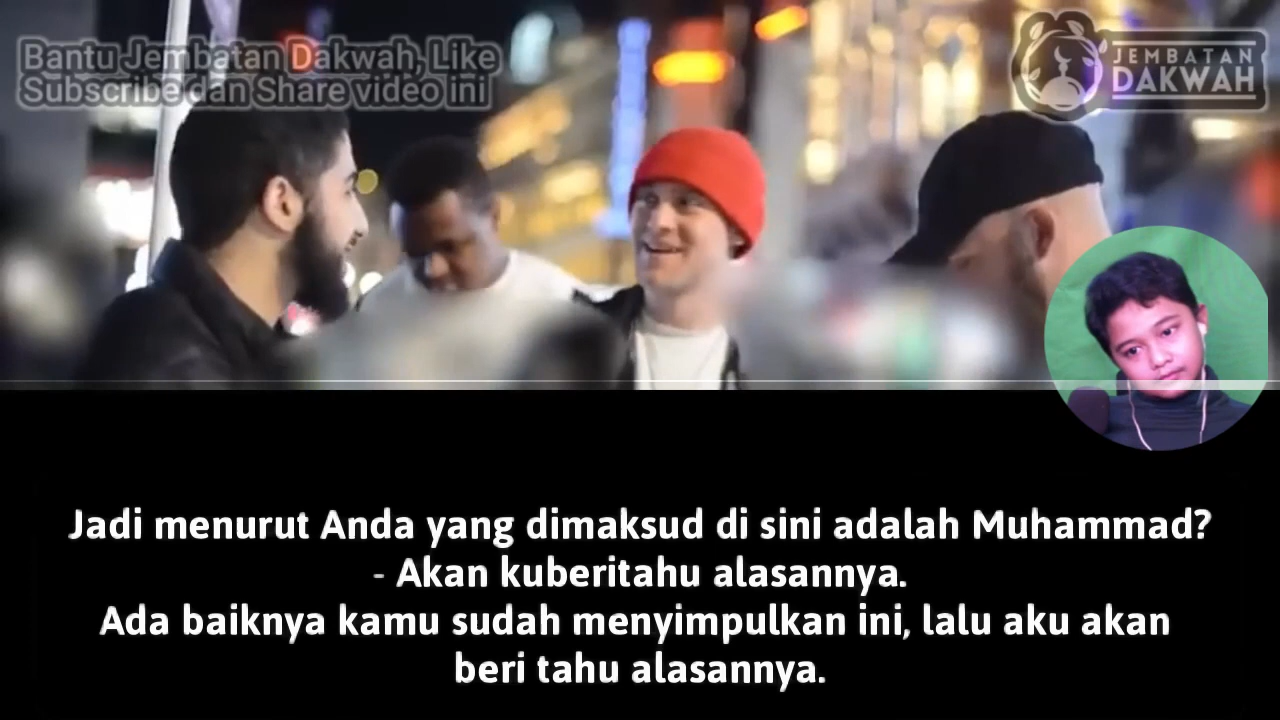 Bantu Jembatan Dakwah, Like
Subscribe dan Share video ini
JEMBATAN
DAKWAH
Jadi menurut Anda yang dimaksud di sini adalah Muhammad?
- Akan kuberitahu alasannya.
Ada baiknya kamu sudah menyimpulkan ini, lalu aku akan
beri tahu alasannya.